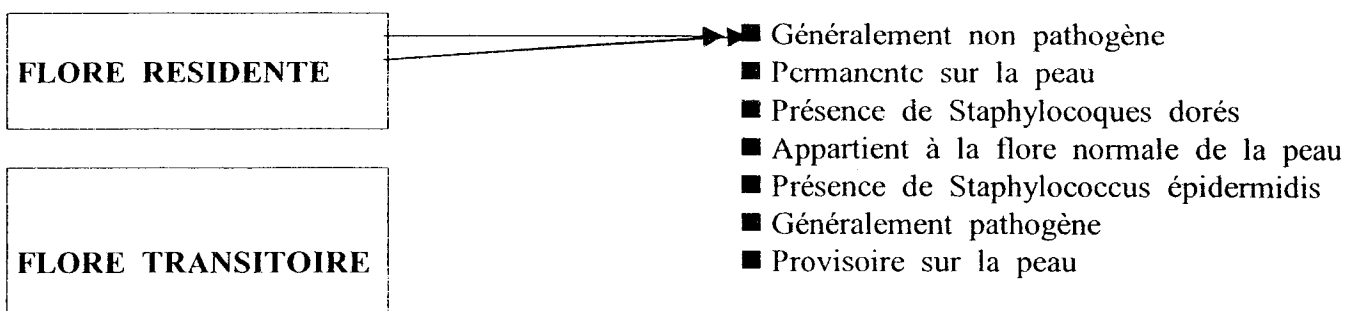 FLORE RESIDENTE
FLORE TRANSITOIRE
■ Généralement non pathogène
■ Permanente sur la peau
■ Présence de Staphylocoques dorés
■ Appartient à la flore normale de la peau
■ Présence de Staphylococcus épidermidis
■ Généralement pathogène
■ Provisoire sur la peau